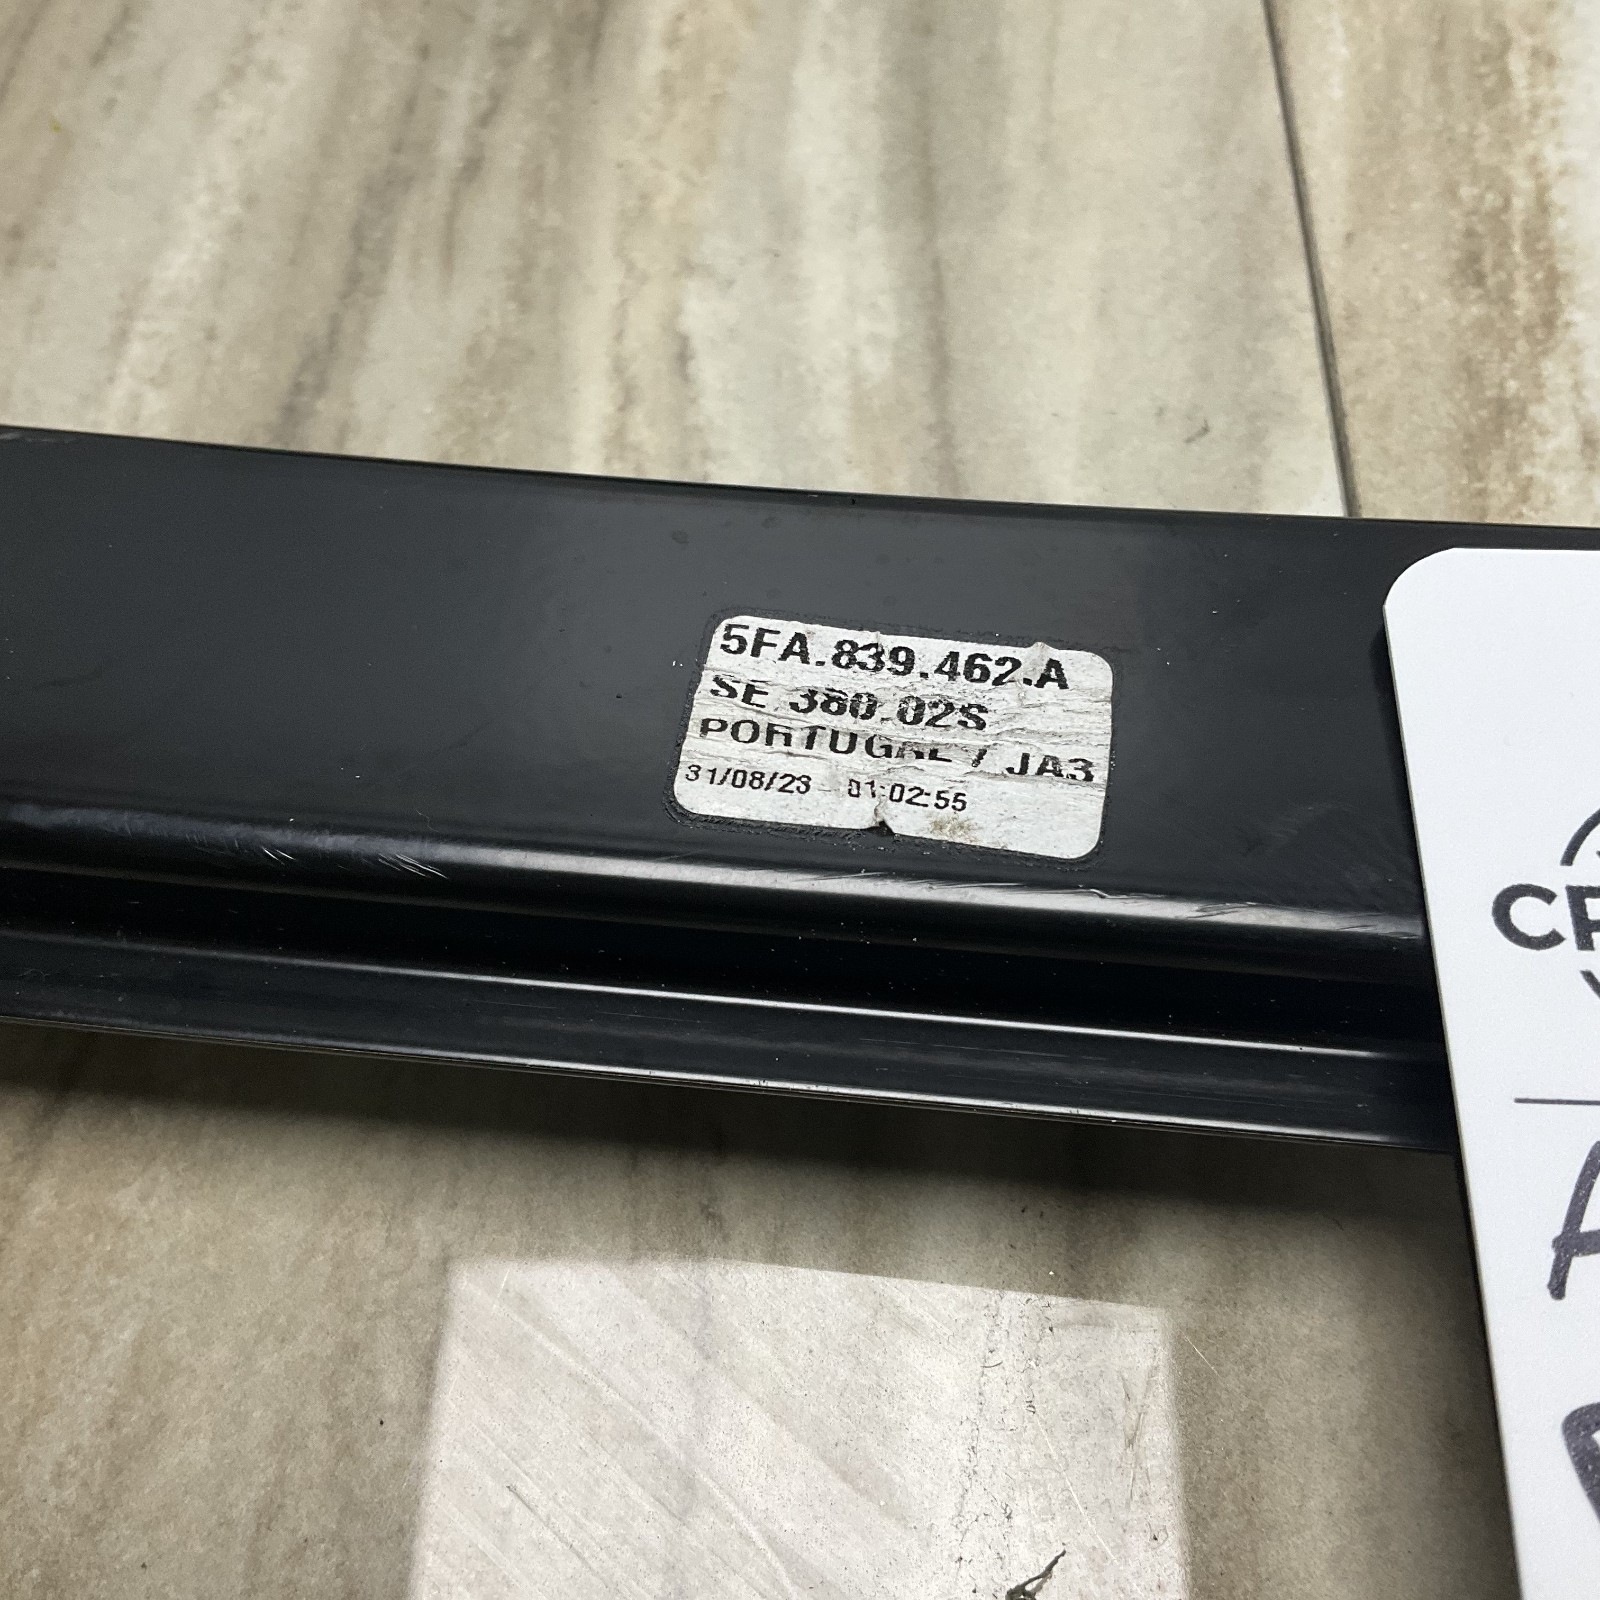 5FA.839.462.A
SE 380.02S
PORTUGAL / JA3
31/08/23 01:02:55